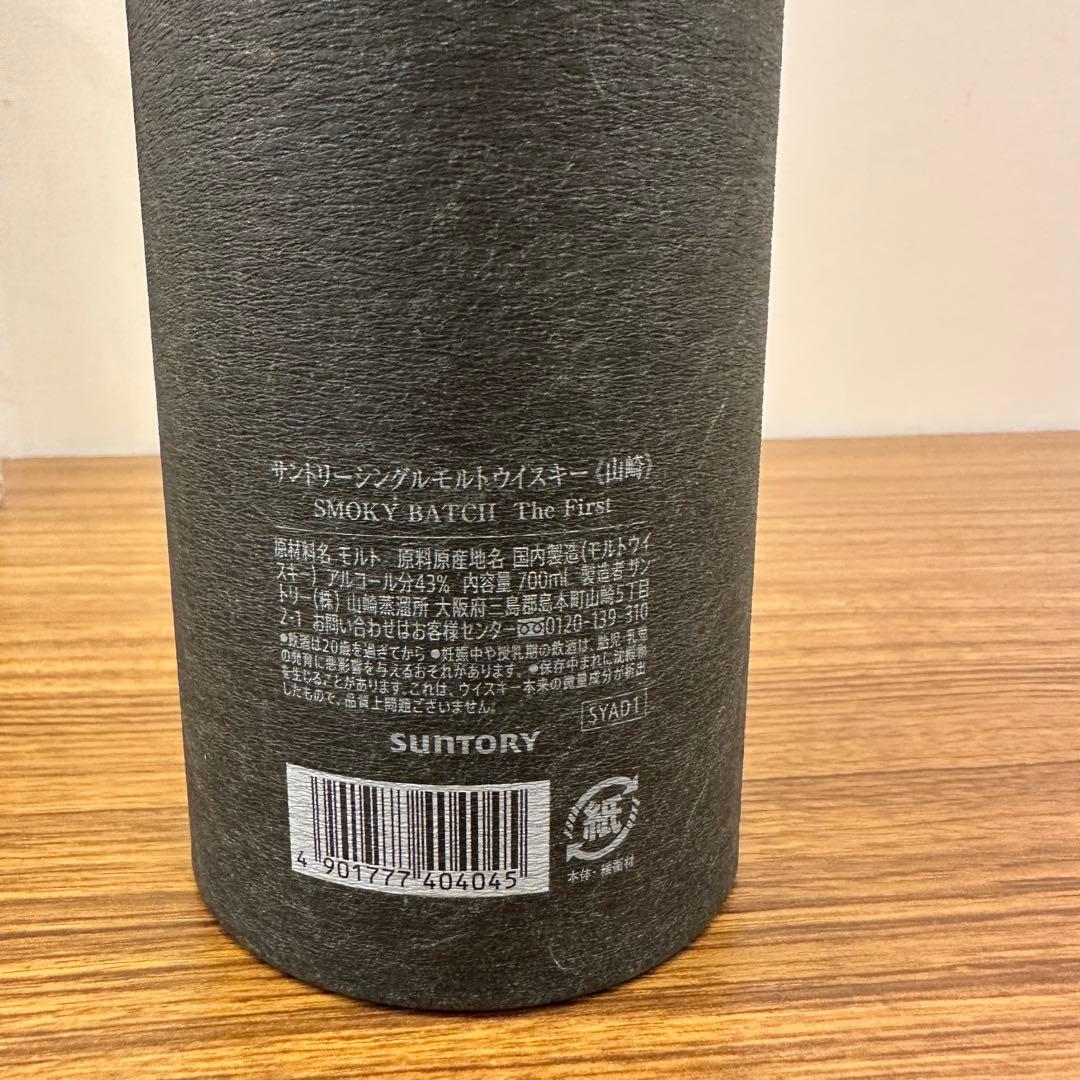 サントリーシングルモルトウイスキー《山崎》
SMOKY BATCH The First
原材料名 モルト 原料原産地名 国内製造(モルトウイ
スキー) アルコール分43% 内容量 700mL 製造者 サン
トリー(株) 山崎蒸溜所 大阪府三島郡島本町山崎5丁目
2-1 お問い合わせはお客様センター 0120-139-310
●飲酒は20歳を過ぎてから ●妊娠中や授乳期の飲酒は、胎児・乳児
の発育に悪影響を与えるおそれがあります。 ●保存中まれに沈殿物
を生じることがあります。これは、ウイスキー本来の微量成分が析出
したもので、品質上問題ございません。
SYAD1
SUNTORY
4 901777 404045
紙
本体・緩衝材